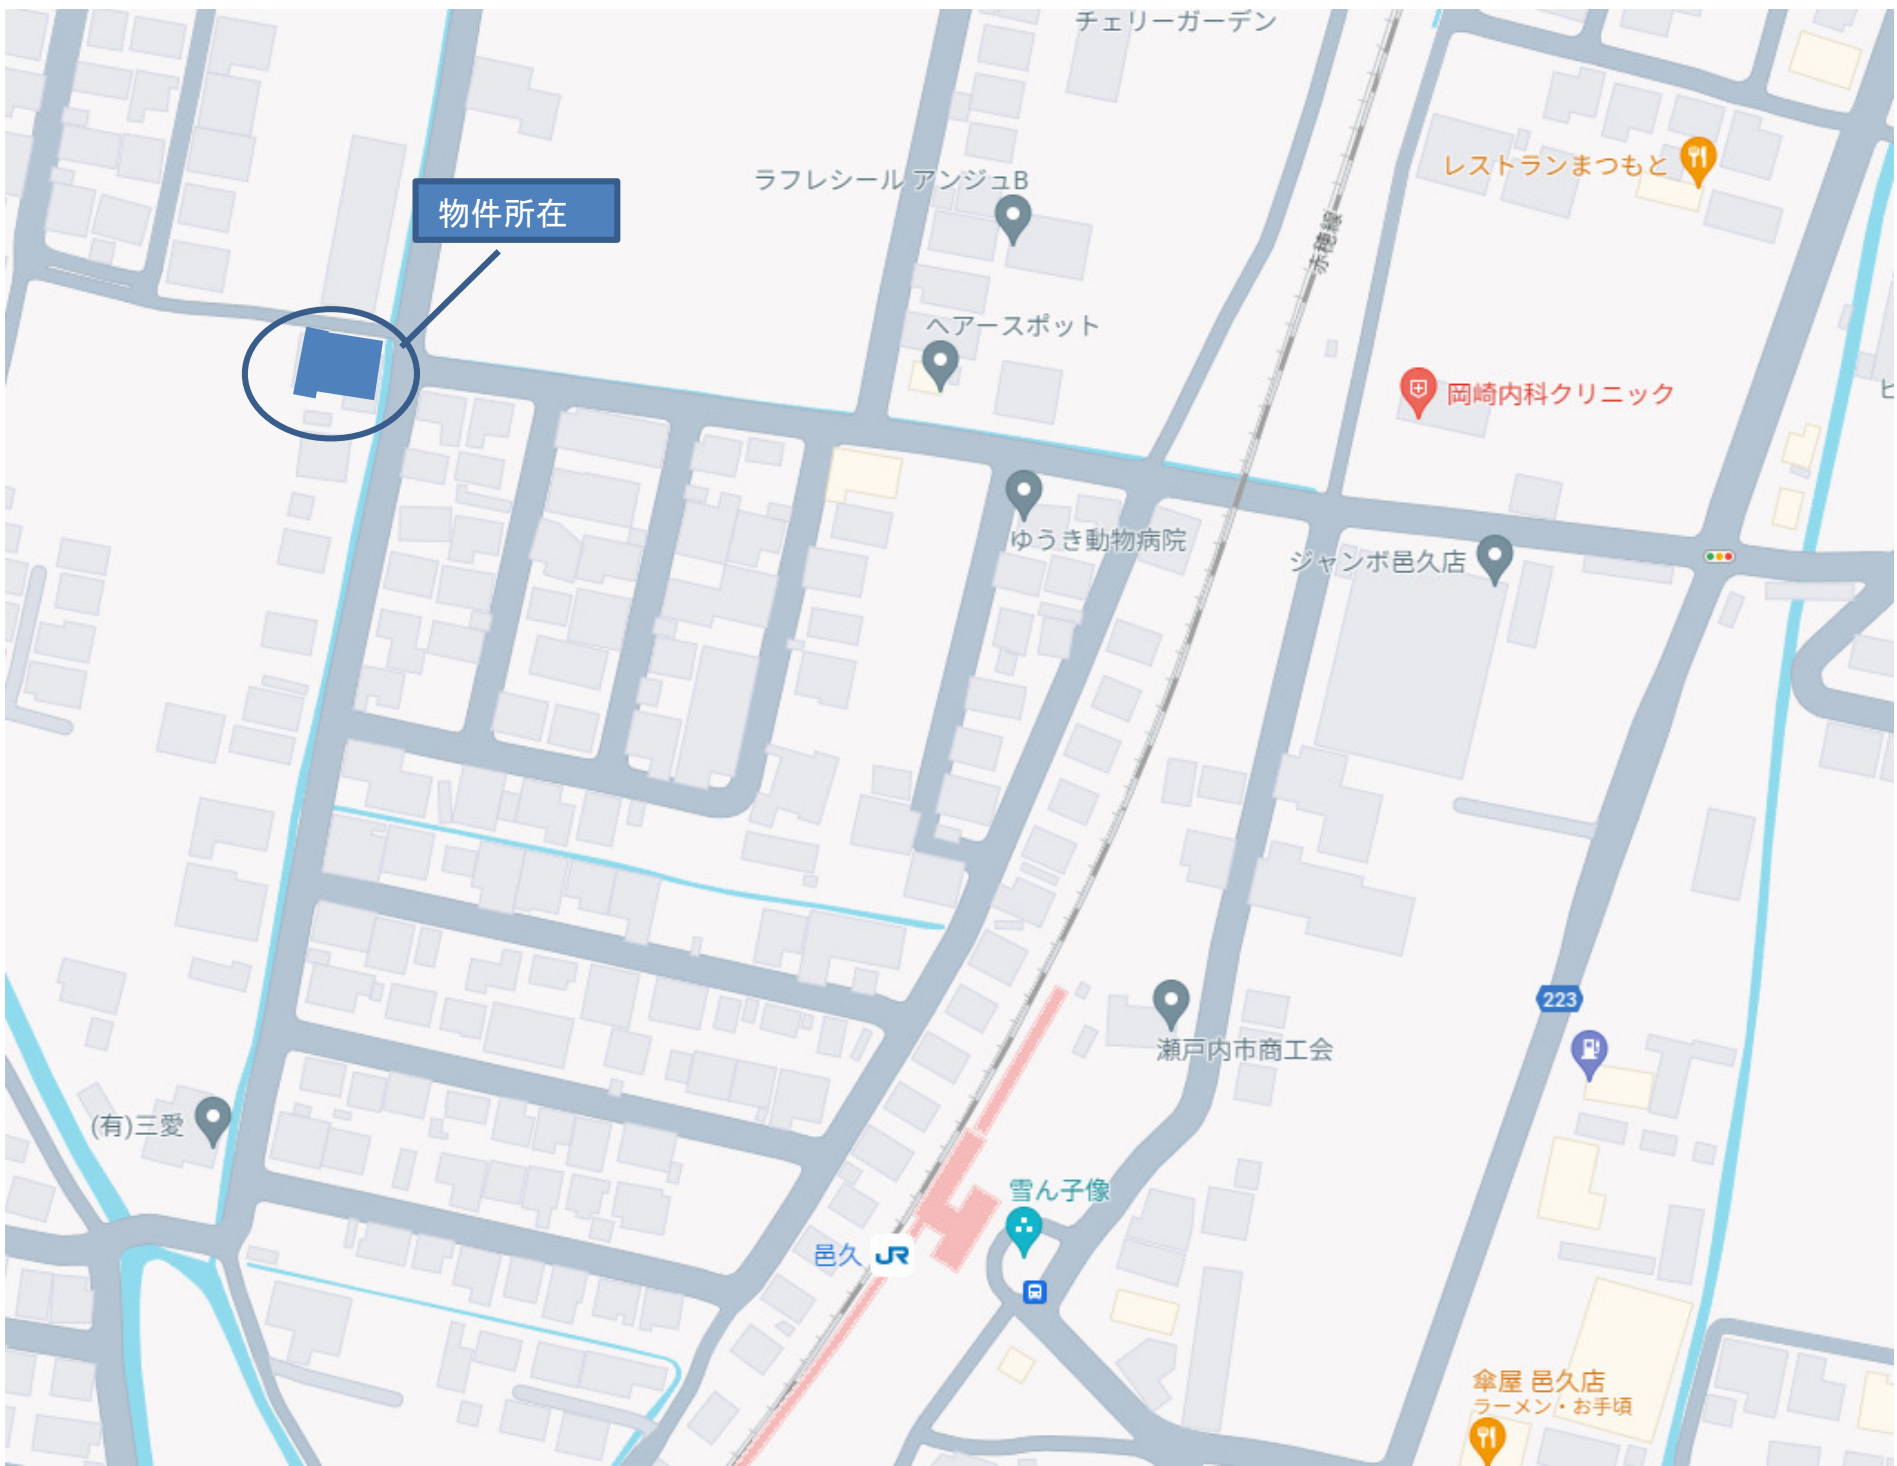 チェリーガーデン
レストランまつもと
ラフレシール アンジュB
物件所在
赤穂線
ヘアースポット
岡崎内科クリニック
ビ
ゆうき動物病院
ジャンボ邑久店
223
瀬戸内市商工会
(有)三愛
雪ん子像
邑久 JR
傘屋 邑久店
ラーメン・お手頃